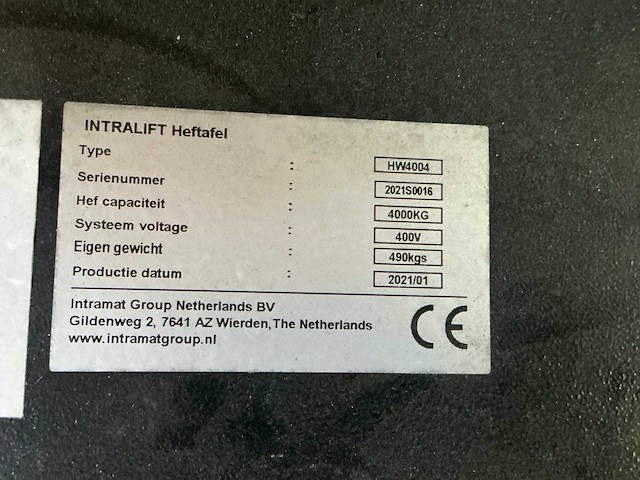 INTRALIFT Heftafel
Type : HW4004
Serienummer : 2021S0016
Hef capaciteit : 4000KG
Systeem voltage : 400V
Eigen gewicht : 490kgs
Productie datum : 2021/01
Intramat Group Netherlands BV
Gildenweg 2, 7641 AZ Wierden,The Netherlands
www.intramatgroup.nl
CE